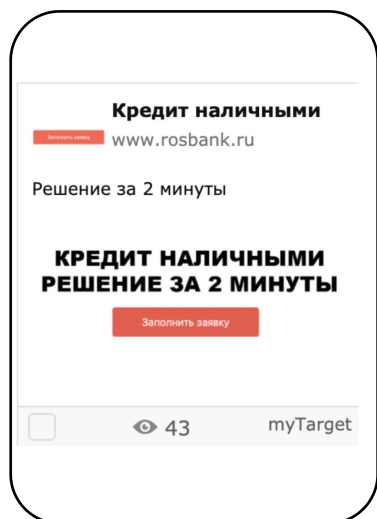 Кредит наличными
Заполнить заявку
www.rosbank.ru
Решение за 2 минуты
КРЕДИТ НАЛИЧНЫМИ
РЕШЕНИЕ ЗА 2 МИНУТЫ
Заполнить заявку
43
myTarget